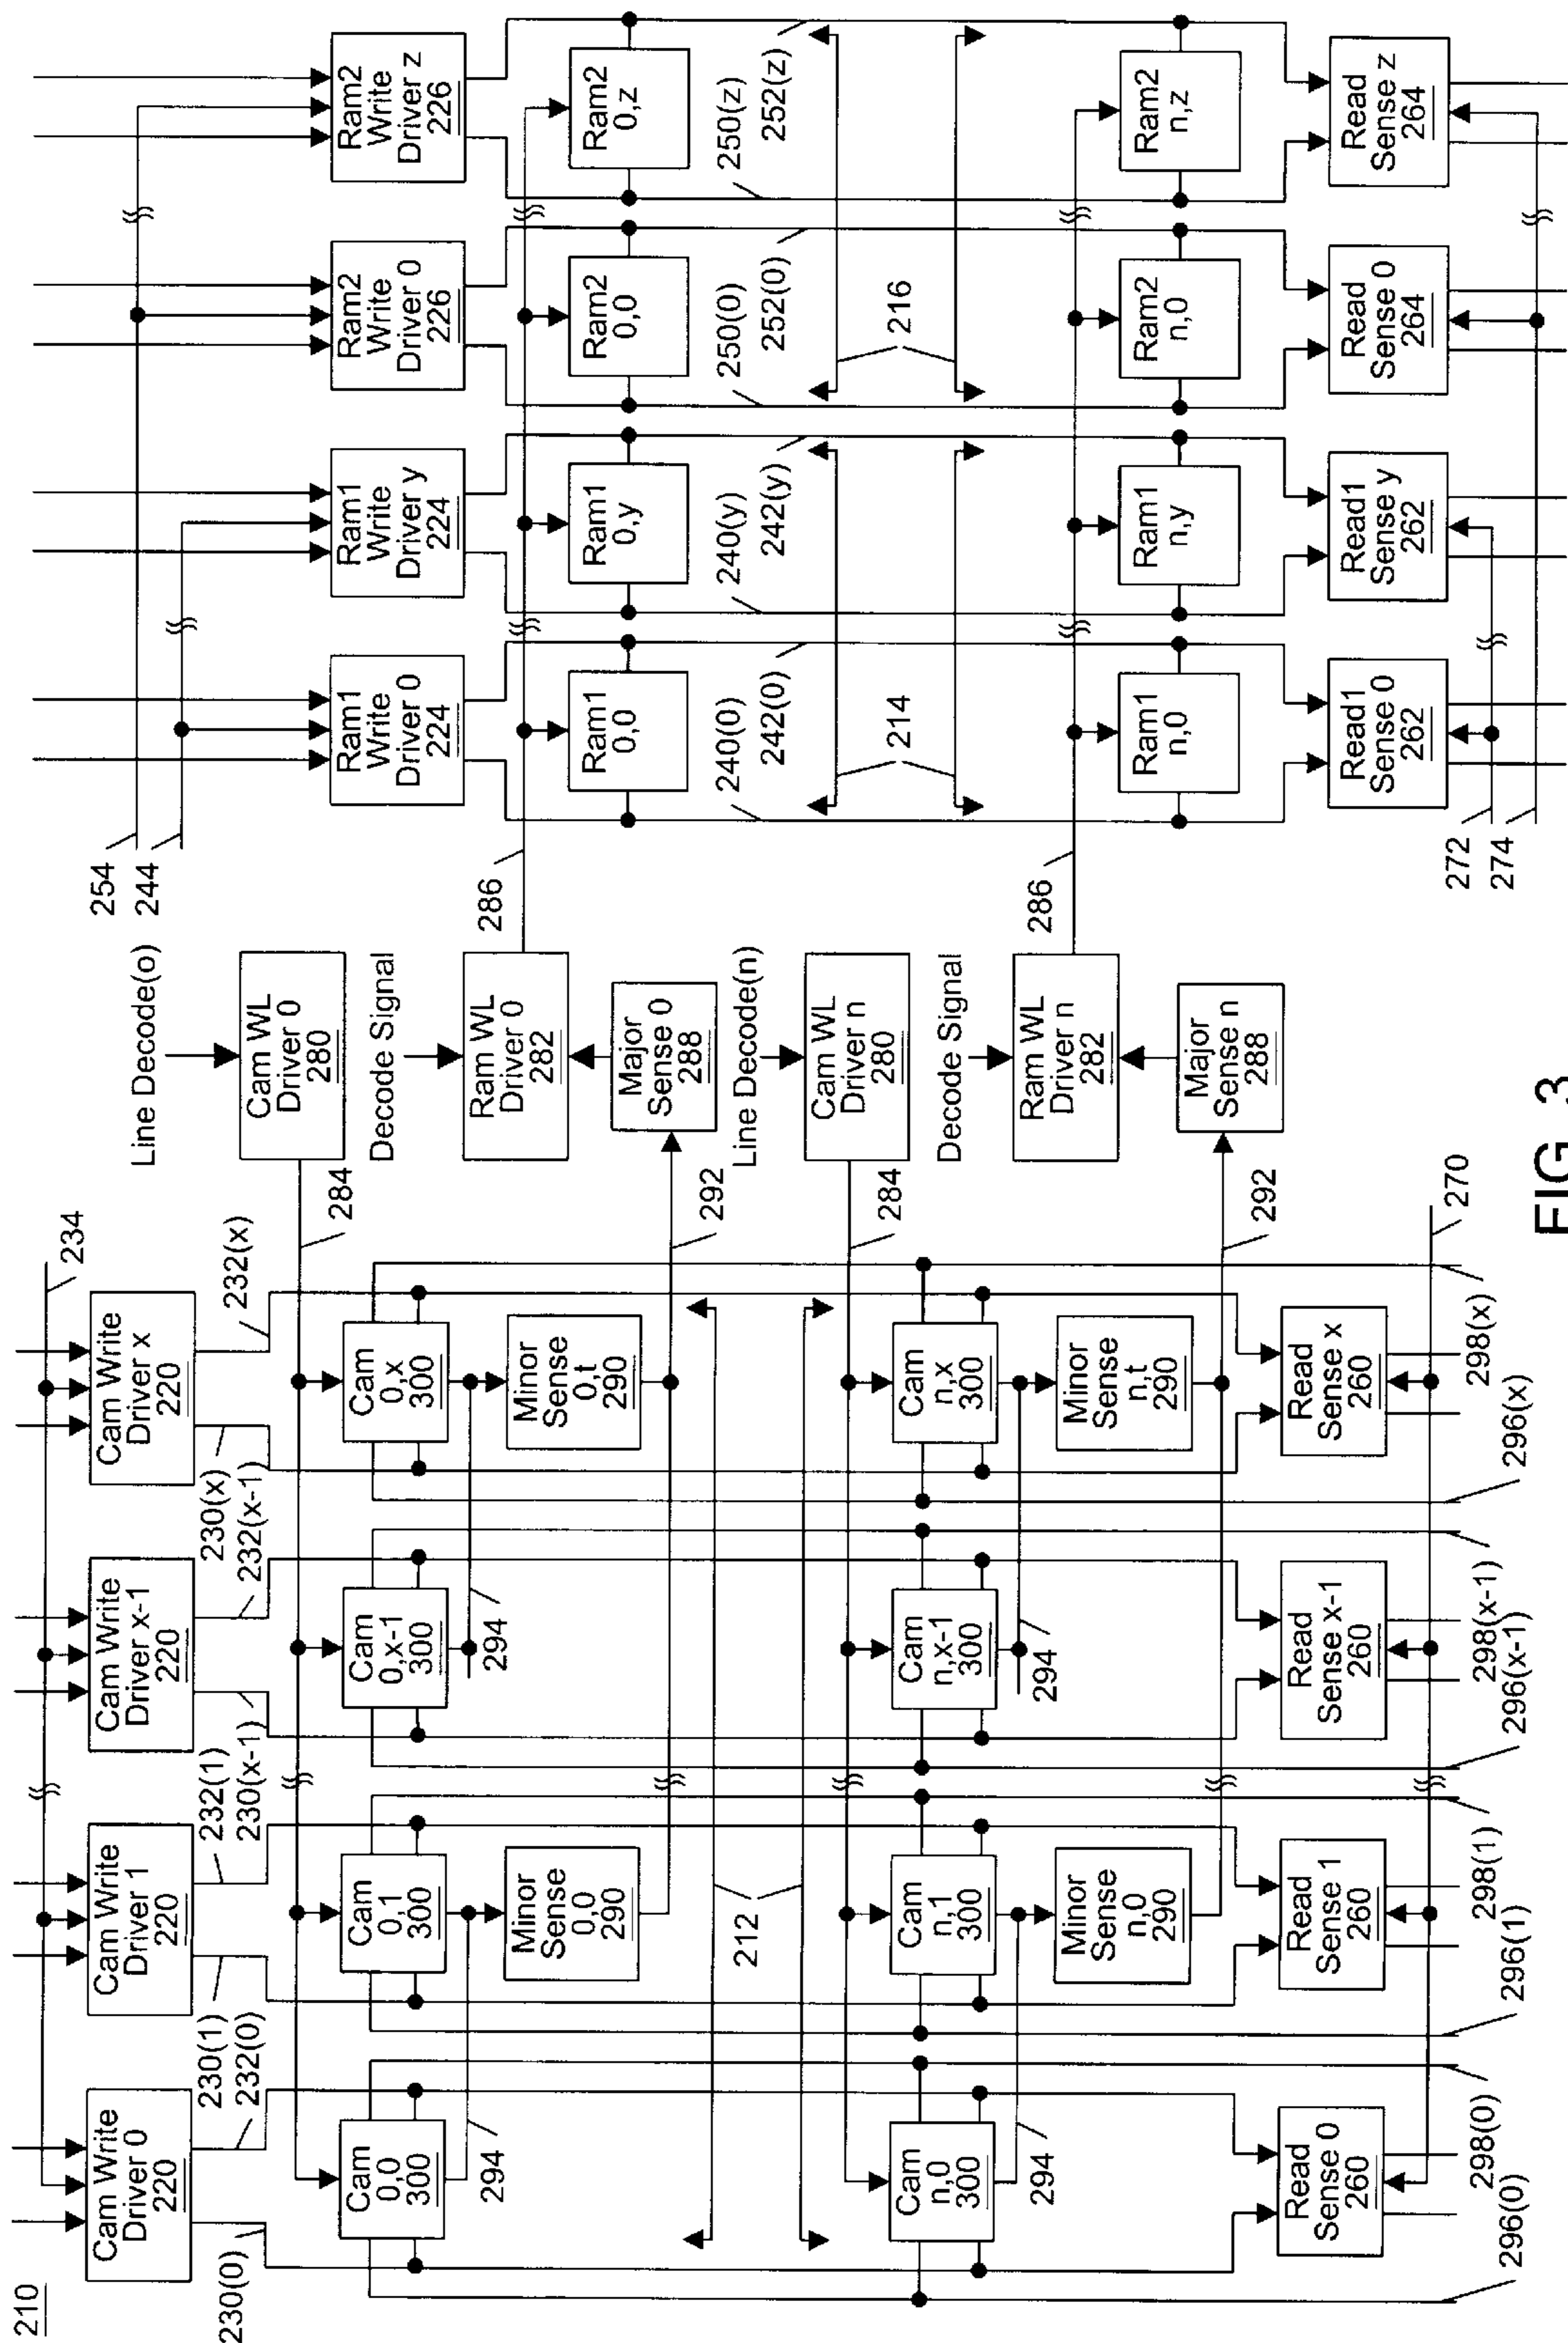 210
Cam Write
Driver 0
220
Cam Write
Driver 1
220
Cam Write
Driver x-1
220
Cam Write
Driver x
220
234
230(0)
230(1)
232(0)
232(1)
230(x-1)
230(x)
232(x-1)
232(x)
284
Cam
0,0
300
Cam
0,1
300
Cam
0,x-1
300
Cam
0,x
300
294
294
Minor
Sense
0,0
290
Minor
Sense
0,t
290
292
212
284
Cam
n,0
300
Cam
n,1
300
Cam
n,x-1
300
Cam
n,x
300
294
294
Minor
Sense
n,0
290
Minor
Sense
n,t
290
292
Read
Sense 0
260
Read
Sense 1
260
Read
Sense x-1
260
Read
Sense x
260
270
298(0)
296(0)
298(1)
296(1)
298(x-1)
296(x-1)
298(x)
296(x)
Line Decode(o)
Cam WL
Driver 0
280
Decode Signal
Ram WL
Driver 0
282
Major
Sense 0
288
Line Decode(n)
Cam WL
Driver n
280
Decode Signal
Ram WL
Driver n
282
Major
Sense n
288
FIG 3
254
244
Ram1
Write
Driver 0
224
Ram1
Write
Driver y
224
Ram2
Write
Driver 0
226
Ram2
Write
Driver z
226
286
Ram1
0,0
Ram1
0,y
Ram2
0,0
Ram2
0,z
240(0)
242(0)
240(y)
242(y)
250(0)
252(0)
250(z)
252(z)
214
216
286
Ram1
n,0
Ram1
n,y
Ram2
n,0
Ram2
n,z
Read1
Sense 0
262
Read1
Sense y
262
Read
Sense 0
264
Read
Sense z
264
272
274